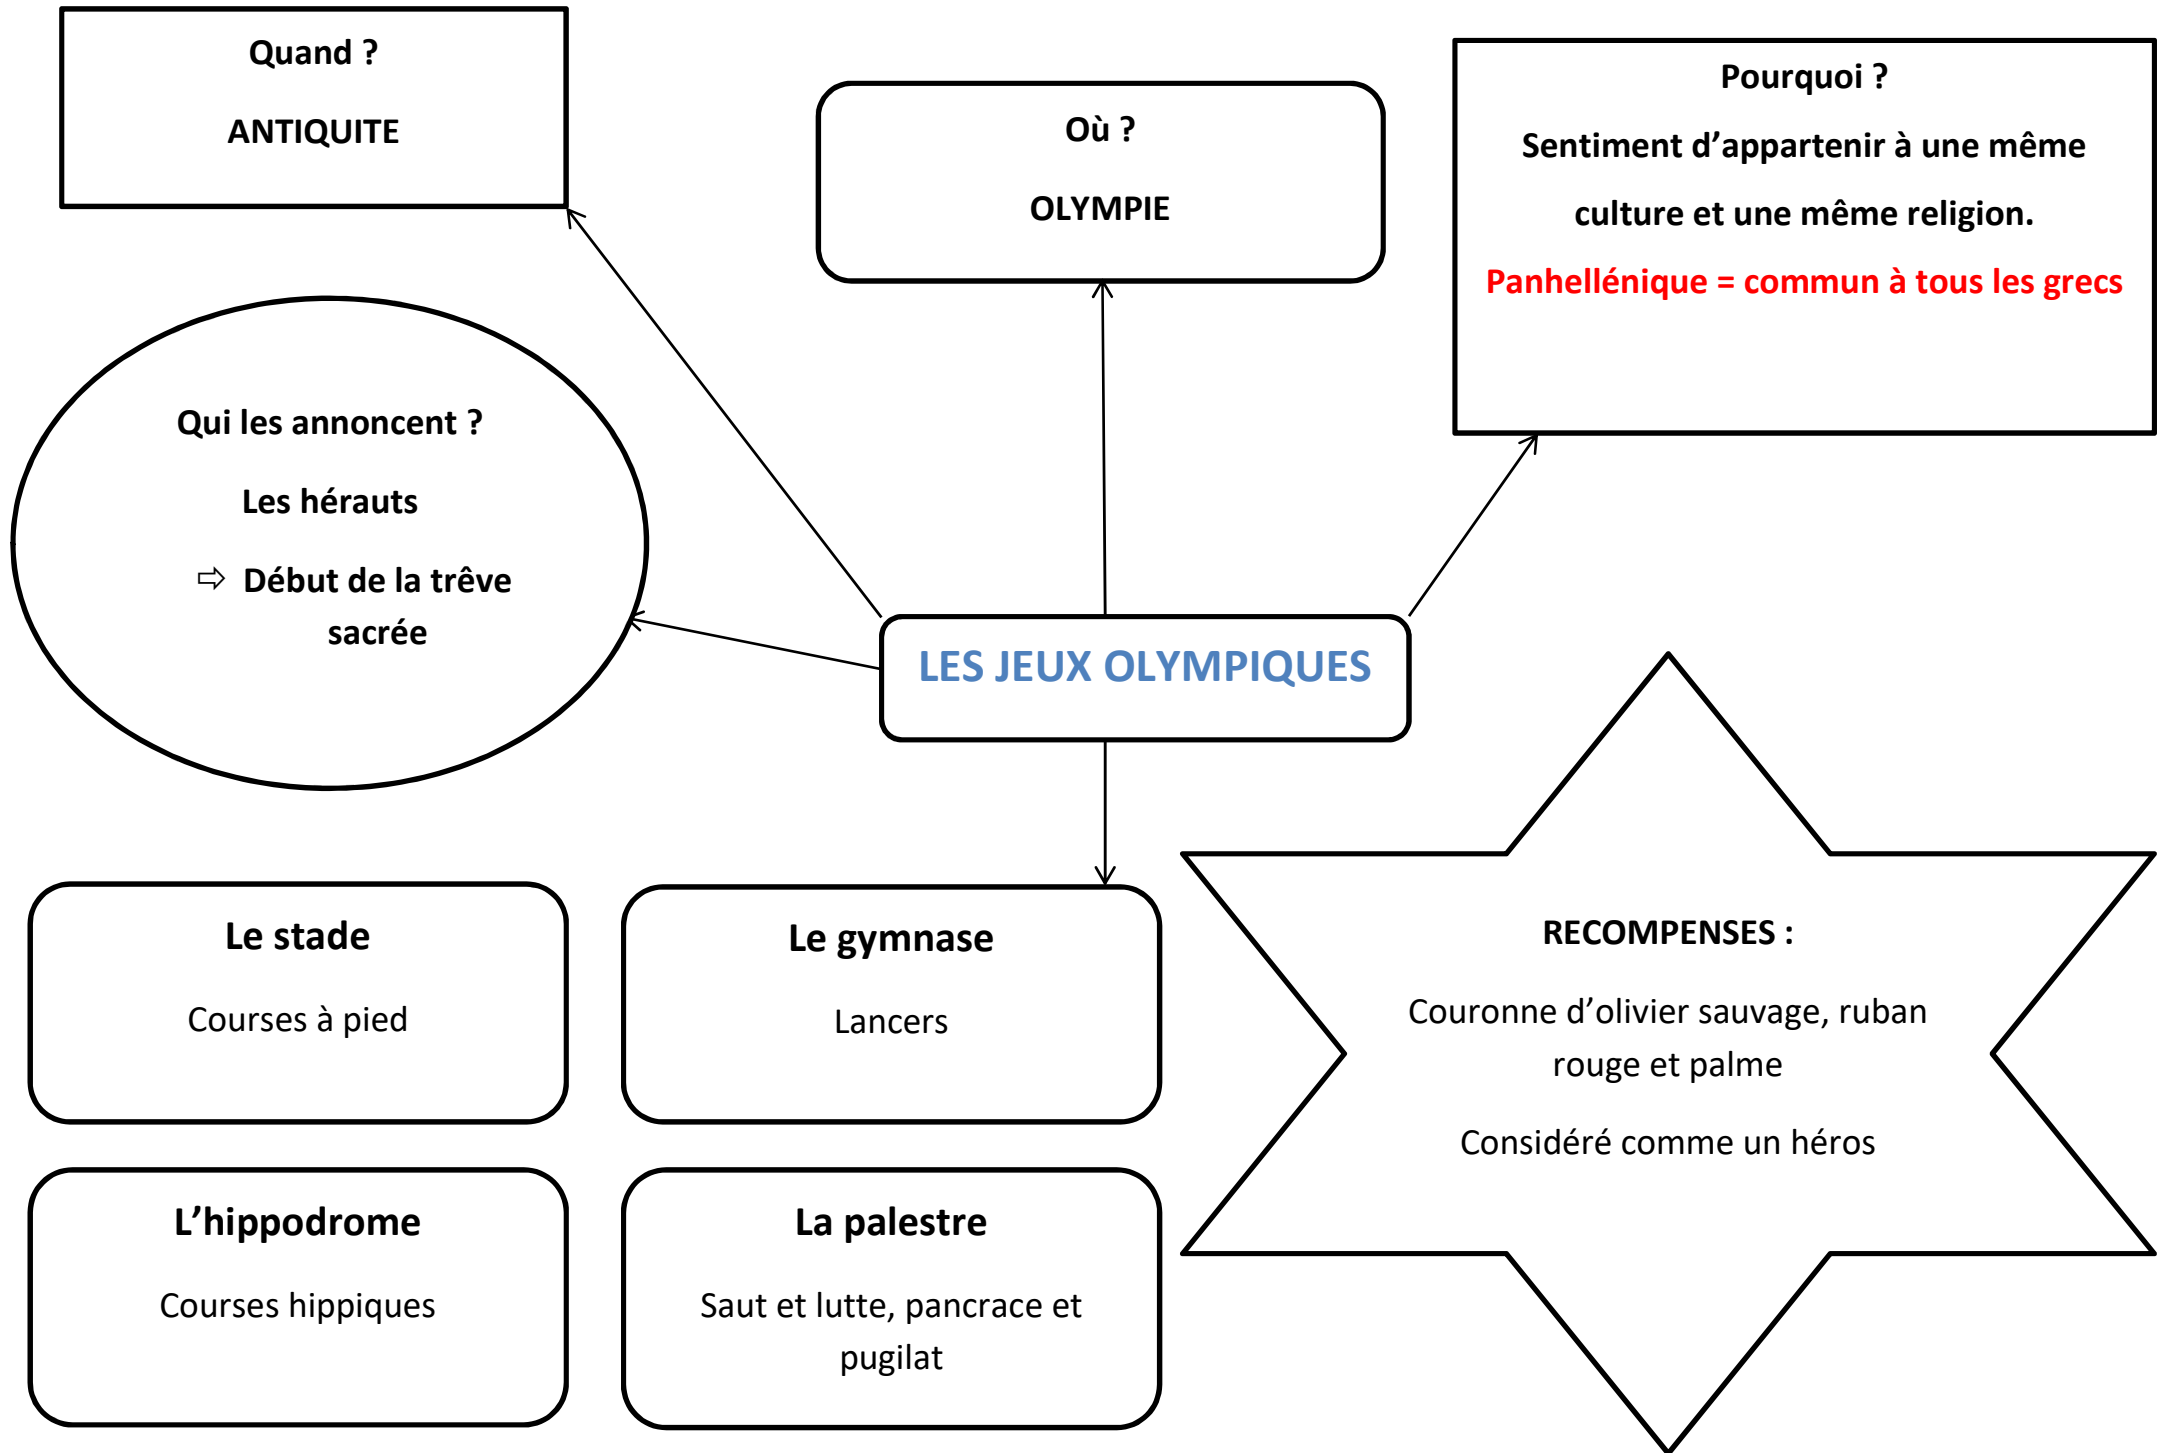 Quand ?
ANTIQUITE
Où ?
OLYMPIE
Pourquoi ?
Sentiment d’appartenir à une même
culture et une même religion.
Panhellénique = commun à tous les grecs
Qui les annoncent ?
Les hérauts
⇨ Début de la trêve
sacrée
LES JEUX OLYMPIQUES
Le stade
Courses à pied
Le gymnase
Lancers
RECOMPENSES :
Couronne d’olivier sauvage, ruban
rouge et palme
Considéré comme un héros
L’hippodrome
Courses hippiques
La palestre
Saut et lutte, pancrace et
pugilat